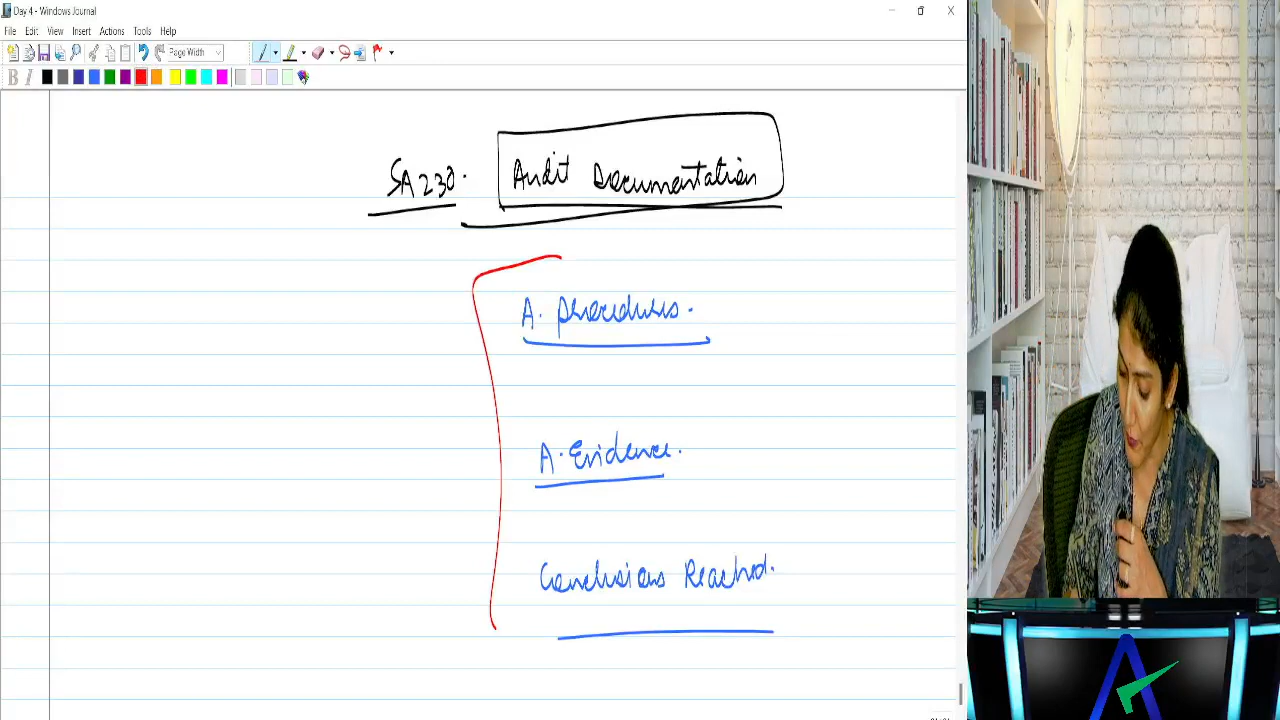 Day 4 - Windows Journal
File Edit View Insert Actions Tools Help
Page Width
B I
SA 230. Audit Documentation
A. Procedures.
A. Evidence.
Conclusions Reached.